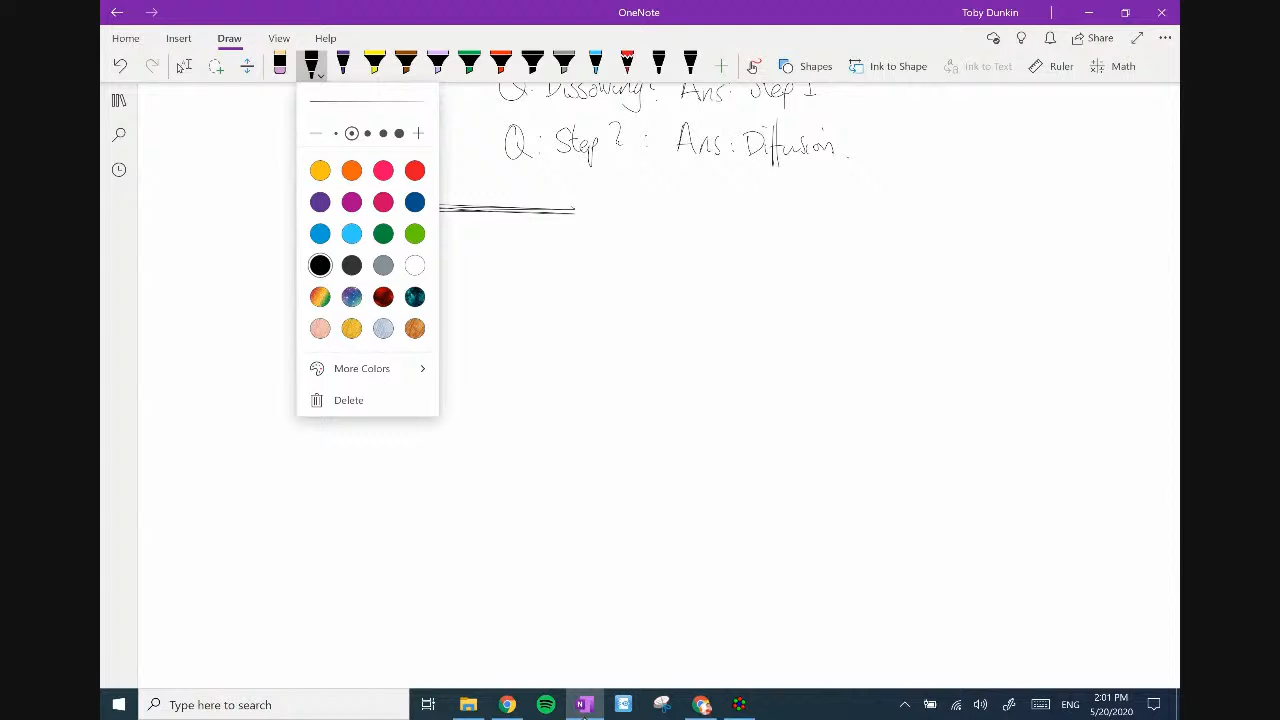 OneNote
Toby Dunkin
Home Insert Draw View Help
Share
Shapes Ink to Shape Ink to Text Ruler Math
Q: Dissolving? Ans: Step 1
Q: Step 2: Ans: Diffusion.
More Colors
Delete
Type here to search
ENG
2:01 PM
5/20/2020